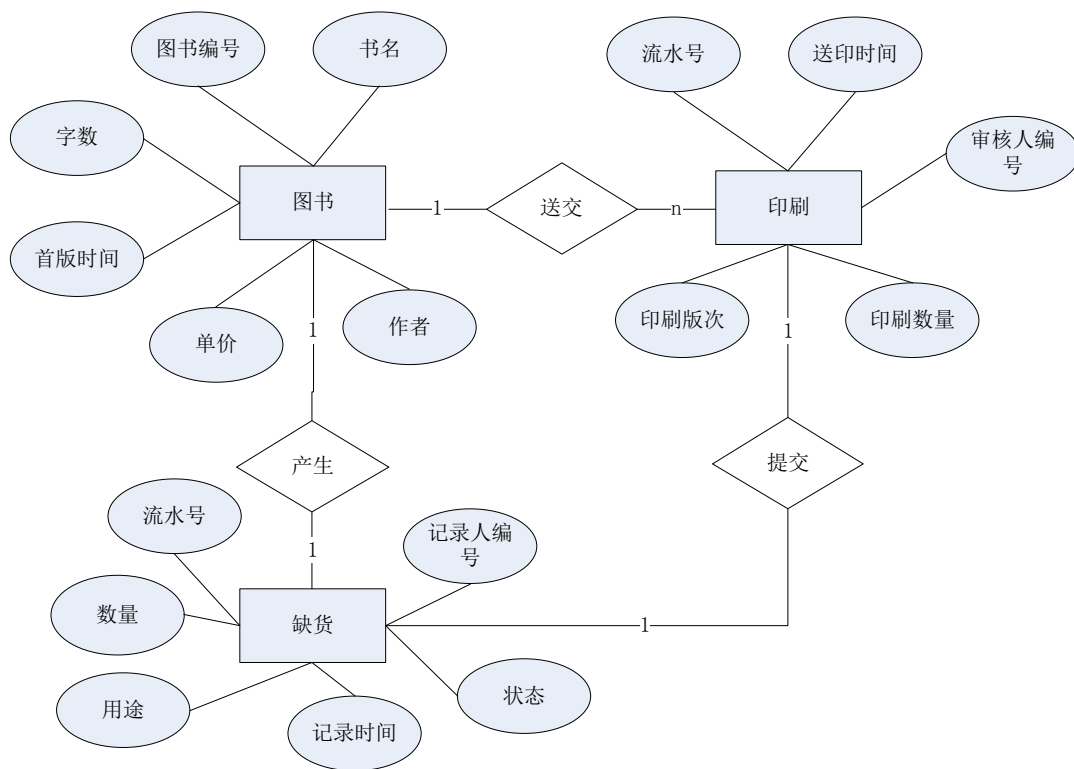 图书编号
书名
流水号
送印时间
字数
审核人编
号
图书
1
送交
n
印刷
首版时间
单价
1
作者
印刷版次
1
印刷数量
产生
提交
流水号
1
记录人编
号
数量
缺货
1
用途
记录时间
状态